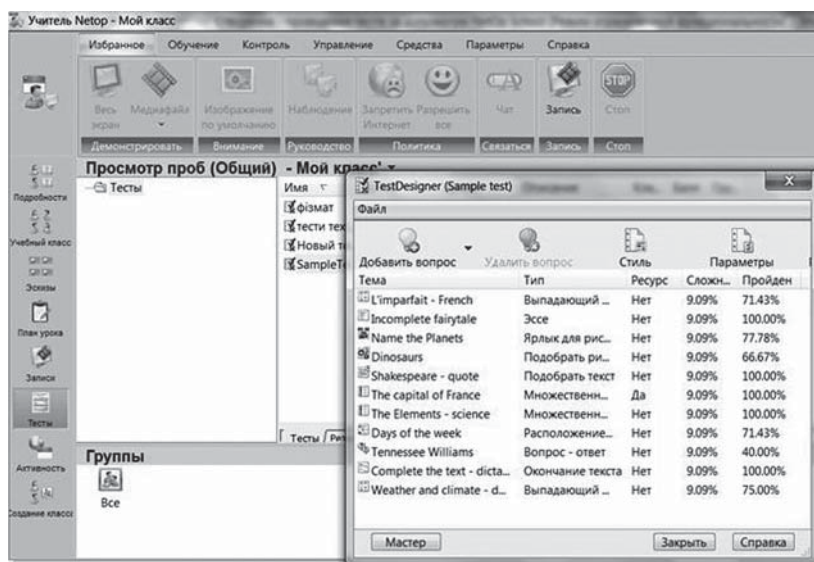 Учитель Netop - Мой класс
Избранное Обучение Контроль Управление Средства Параметры Справка
Весь экран Медиафайл Изображение по умолчанию Наблюдение Запретить Интернет Разрешить все Чат Запись Стоп
Демонстрировать Внимание Руководство Политика Связаться Запись Стоп
Просмотр проб (Общий) - Мой класс'
Подробности
Учебный класс
Эскизы
План урока
Записи
Тесты
Активность
Создание класса
Тесты
Имя
фізмат
тести тех
Новый те
SampleTe
Тесты
Группы
Все
TestDesigner (Sample test)
Файл
Добавить вопрос Удалить вопрос Стиль Параметры
Тема Тип Ресурс Сложн... Пройден
L'imparfait - French Выпадающий ... Нет 9.09% 71.43%
Incomplete fairytale Эссе Нет 9.09% 100.00%
Name the Planets Ярлык для рис... Нет 9.09% 77.78%
Dinosaurs Подобрать ри... Нет 9.09% 66.67%
Shakespeare - quote Подобрать текст Нет 9.09% 100.00%
The capital of France Множественн... Да 9.09% 100.00%
The Elements - science Множественн... Нет 9.09% 100.00%
Days of the week Расположение... Нет 9.09% 71.43%
Tennessee Williams Вопрос - ответ Нет 9.09% 40.00%
Complete the text - dicta... Окончание текста Нет 9.09% 100.00%
Weather and climate - d... Выпадающий ... Нет 9.09% 75.00%
Мастер Закрыть Справка